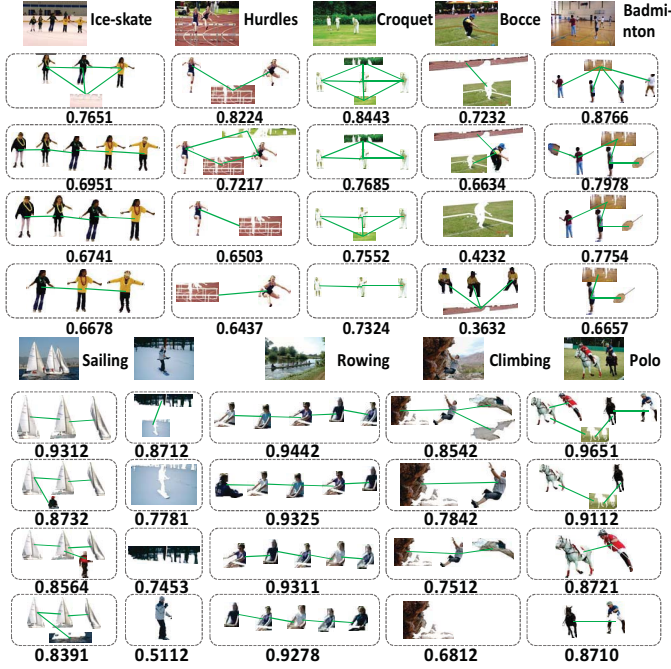 Ice-skate Hurdles Croquet Bocce Badmi-
nton
0.7651 0.8224 0.8443 0.7232 0.8766
0.6951 0.7217 0.7685 0.6634 0.7978
0.6741 0.6503 0.7552 0.4232 0.7754
0.6678 0.6437 0.7324 0.3632 0.6657
Sailing Rowing Climbing Polo
0.9312 0.8712 0.9442 0.8542 0.9651
0.8732 0.7781 0.9325 0.7842 0.9112
0.8564 0.7453 0.9311 0.7512 0.8721
0.8391 0.5112 0.9278 0.6812 0.8710